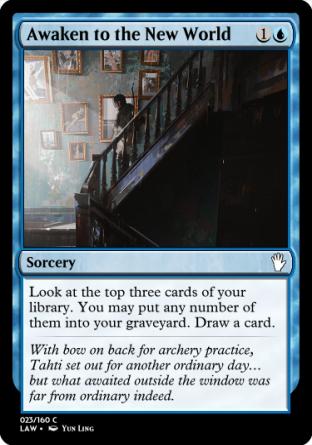 Awaken to the New World 1
Sorcery
Look at the top three cards of your
library. You may put any number of
them into your graveyard. Draw a card.
With bow on back for archery practice,
Tahti set out for another ordinary day…
but what awaited outside the window was
far from ordinary indeed.
023/160 C
LAW • Yun Ling